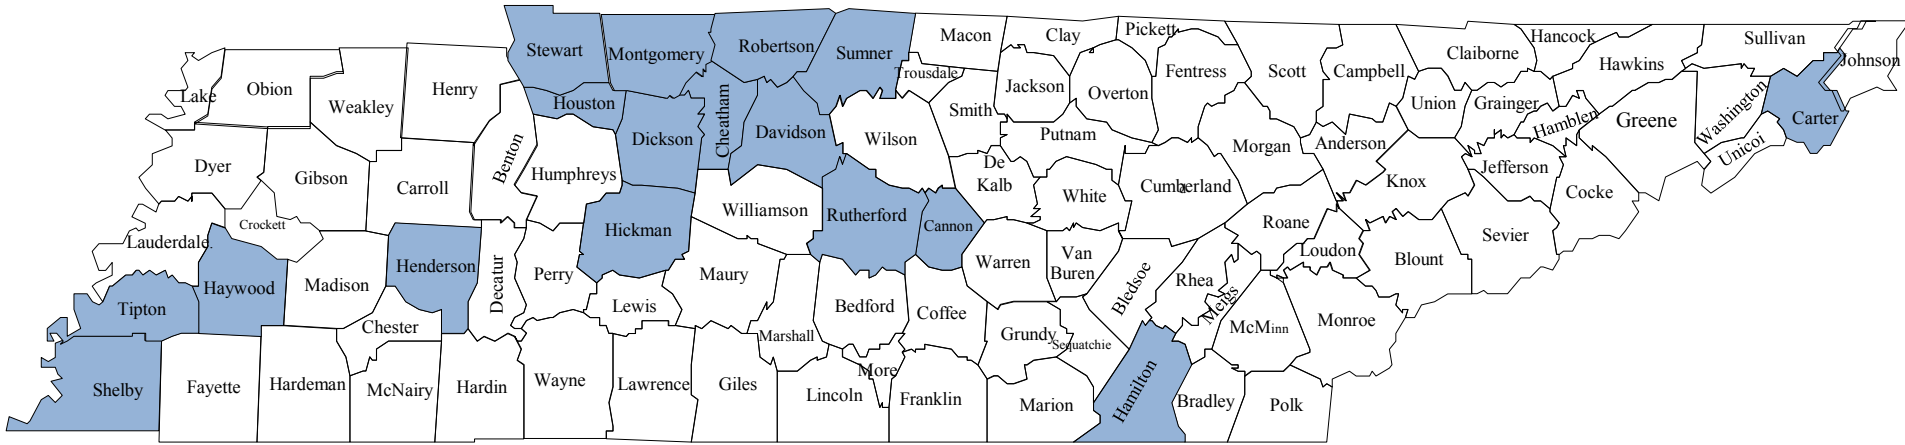 Lake
Obion
Weakley
Henry
Stewart
Montgomery
Robertson
Sumner
Macon
Clay
Pickett
Trousdale
Jackson
Overton
Fentress
Scott
Campbell
Claiborne
Hancock
Hawkins
Sullivan
Johnson
Carter
Washington
Unicoi
Greene
Hamblen
Grainger
Union
Houston
Dickson
Cheatham
Davidson
Wilson
Smith
Putnam
De
Kalb
White
Cumberland
Morgan
Anderson
Knox
Jefferson
Cocke
Sevier
Dyer
Gibson
Carroll
Benton
Humphreys
Williamson
Rutherford
Cannon
Hickman
Crockett
Lauderdale.
Haywood
Tipton
Madison
Henderson
Decatur
Perry
Lewis
Maury
Bedford
Coffee
Warren
Van
Buren
Bledsoe
Rhea
Meigs
Roane
Loudon
Blount
Monroe
McMinn
Chester
Marshall
Grundy
Sequatchie
Shelby
Fayette
Hardeman
McNairy
Hardin
Wayne
Lawrence
Giles
Lincoln
More
Franklin
Marion
Hamilton
Bradley
Polk